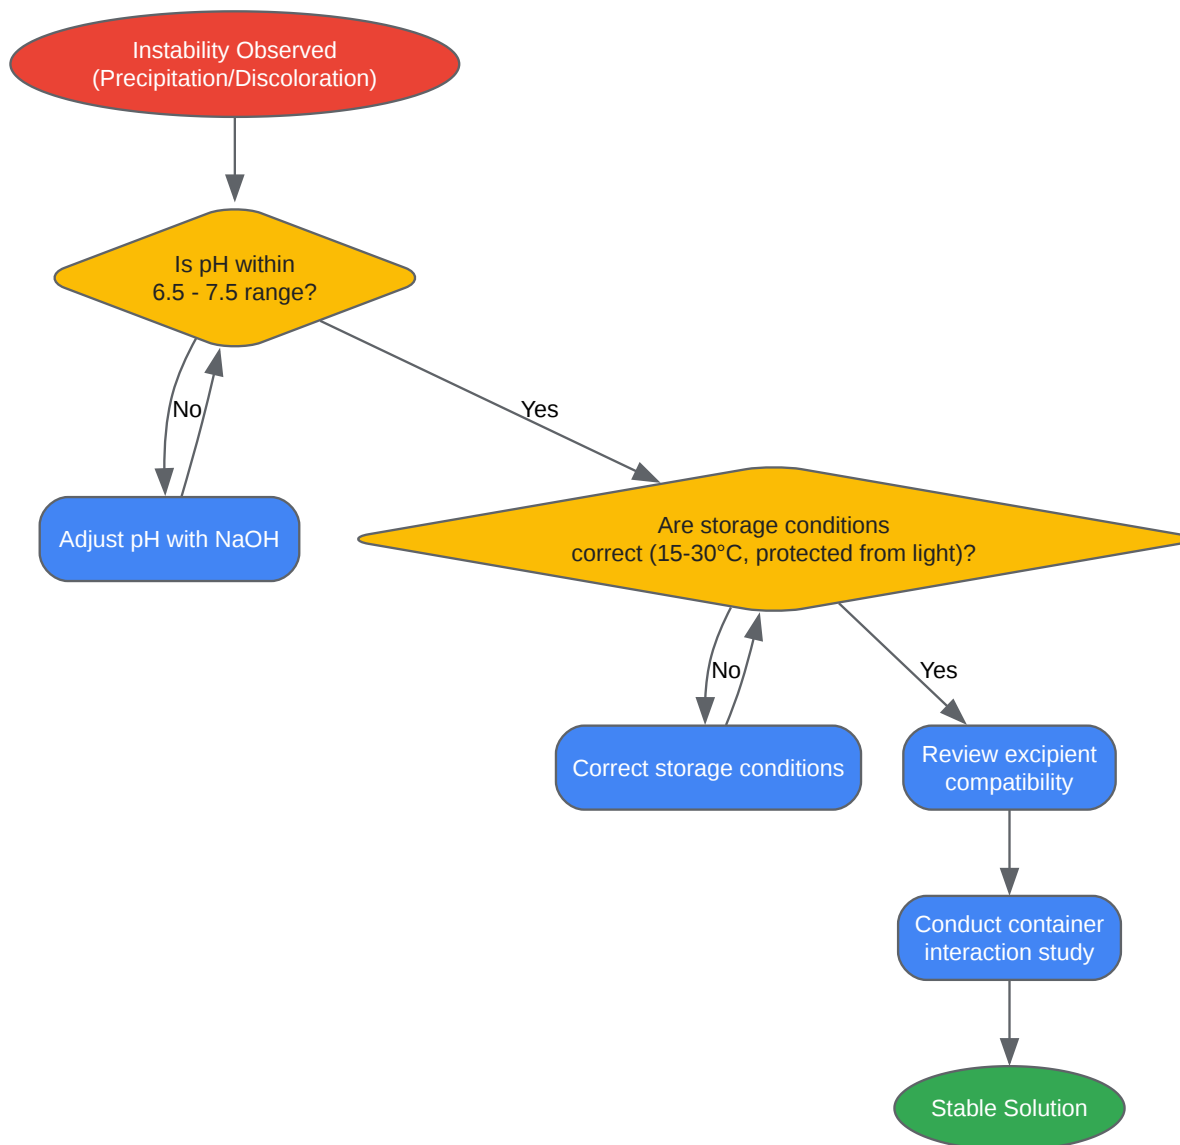 Instability Observed
(Precipitation/Discoloration)
Is pH within
6.5 - 7.5 range?
No
Yes
Adjust pH with NaOH
Are storage conditions
correct (15-30°C, protected from light)?
No
Yes
Correct storage conditions
Review excipient
compatibility
Conduct container
interaction study
Stable Solution